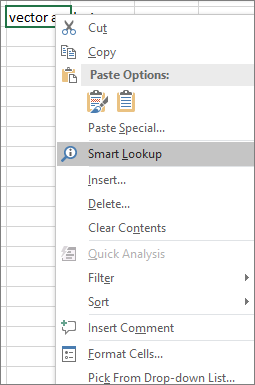 vector a
Cut
Copy
Paste Options:
Paste Special...
Smart Lookup
Insert...
Delete...
Clear Contents
Quick Analysis
Filter
Sort
Insert Comment
Format Cells...
Pick From Drop-down List...